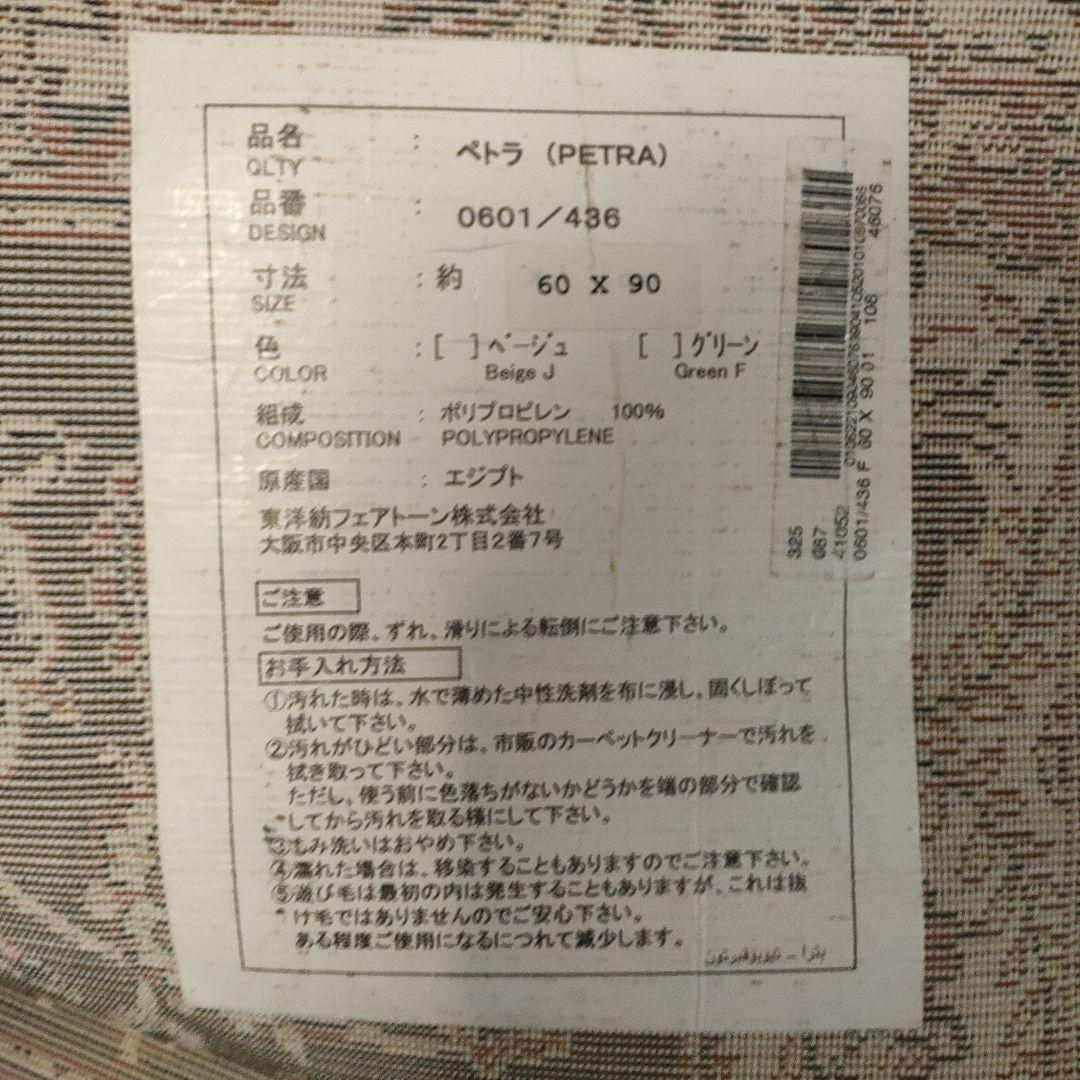 品名 : ペトラ (PETRA)
QLTY
品番 : 0601/436
DESIGN
寸法 : 約 60 X 90
SIZE
色 : [ ]ベージュ [ ]グリーン
COLOR Beige J Green F
組成 : ポリプロピレン 100%
COMPOSITION POLYPROPYLENE
原産国 : エジプト
東洋紡フェアトーン株式会社
大阪市中央区本町2丁目2番7号
ご注意
ご使用の際、ずれ、滑りによる転倒にご注意下さい。
お手入れ方法
①汚れた時は、水で薄めた中性洗剤を布に浸し、固くしぼって
拭いて下さい。
②汚れがひどい部分は、市販のカーペットクリーナーで汚れを
拭き取って下さい。
ただし、使う前に色落ちがないかどうかを端の部分で確認
してから汚れを取る様にして下さい。
③もみ洗いはおやめ下さい。
④濡れた場合は、移染することもありますのでご注意下さい。
⑤遊び毛は最初の内は発生することもありますが、これは抜
け毛ではありませんのでご安心下さい。
ある程度ご使用になるにつれて減少します。
325
087
41052
0601/436 F 60 X 90 01 106 46076